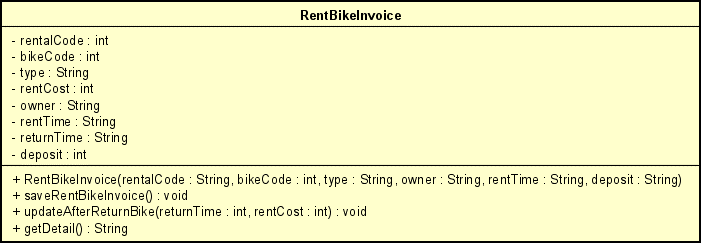 RentBikeInvoice
- rentalCode : int
- bikeCode : int
- type : String
- rentCost : int
- owner : String
- rentTime : String
- returnTime : String
- deposit : int
+ RentBikeInvoice(rentalCode : String, bikeCode : int, type : String, owner : String, rentTime : String, deposit : String)
+ saveRentBikeInvoice() : void
+ updateAfterReturnBike(returnTime : int, rentCost : int) : void
+ getDetail() : String